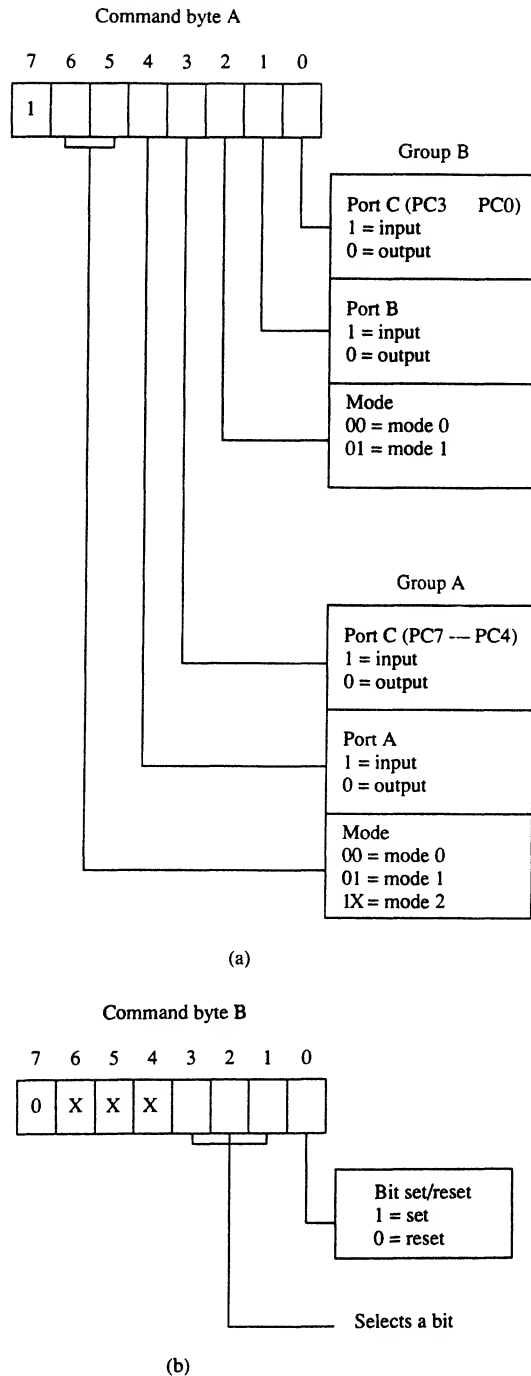 Command byte A
7 6 5 4 3 2 1 0
1
Group B
Port C (PC3 PC0)
1 = input
0 = output
Port B
1 = input
0 = output
Mode
00 = mode 0
01 = mode 1
Group A
Port C (PC7 --- PC4)
1 = input
0 = output
Port A
1 = input
0 = output
Mode
00 = mode 0
01 = mode 1
1X = mode 2
(a)
Command byte B
7 6 5 4 3 2 1 0
0 X X X
Bit set/reset
1 = set
0 = reset
Selects a bit
(b)